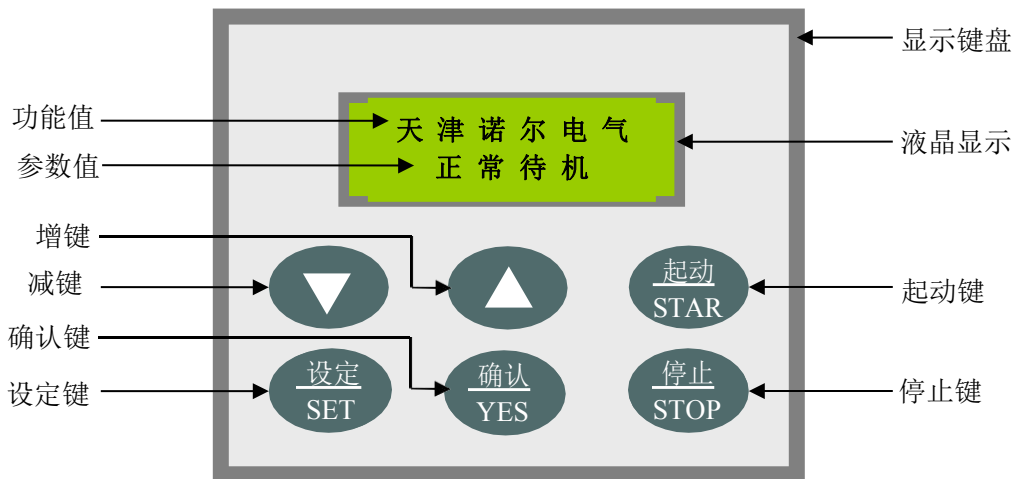 显示键盘
功能值
天津诺尔电气
液晶显示
参数值
正常待机
增键
减键
起动
STAR
起动键
确认键
设定键
设定
SET
确认
YES
停止
STOP
停止键